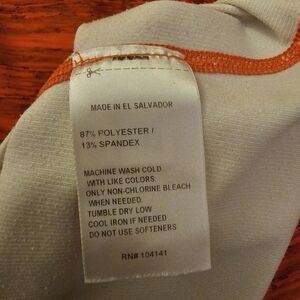 MADE IN EL SALVADOR
87% POLYESTER /
13% SPANDEX
MACHINE WASH COLD
WITH LIKE COLORS
ONLY NON-CHLORINE BLEACH
WHEN NEEDED
TUMBLE DRY LOW
COOL IRON IF NEEDED
DO NOT USE SOFTENERS
RN# 104141